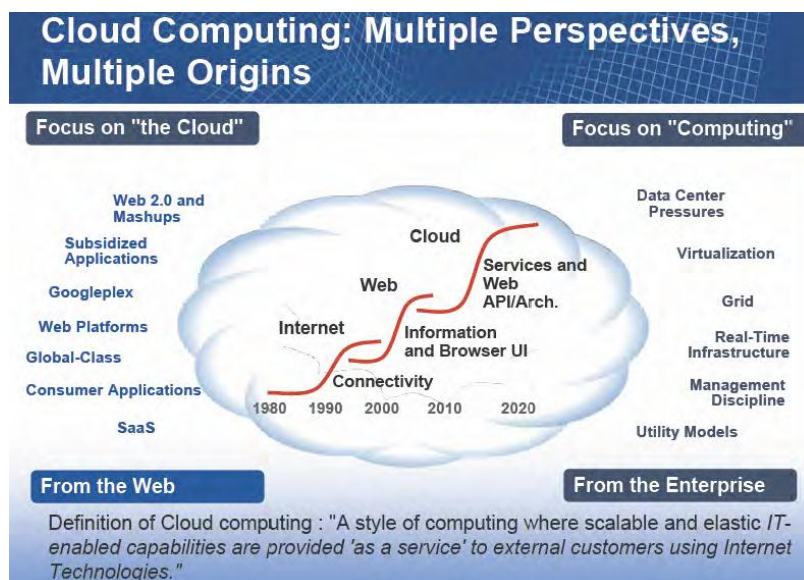 Cloud Computing: Multiple Perspectives,
Multiple Origins
Focus on "the Cloud"
Focus on "Computing"
Web 2.0 and
Mashups
Subsidized
Applications
Googleplex
Web Platforms
Global-Class
Consumer Applications
SaaS
Cloud
Services and
Web
API/Arch.
Web
Information
and Browser UI
Internet
Connectivity
1980 1990 2000 2010 2020
Data Center
Pressures
Virtualization
Grid
Real-Time
Infrastructure
Management
Discipline
Utility Models
From the Web
From the Enterprise
Definition of Cloud computing : "A style of computing where scalable and elastic IT-
enabled capabilities are provided 'as a service' to external customers using Internet
Technologies."